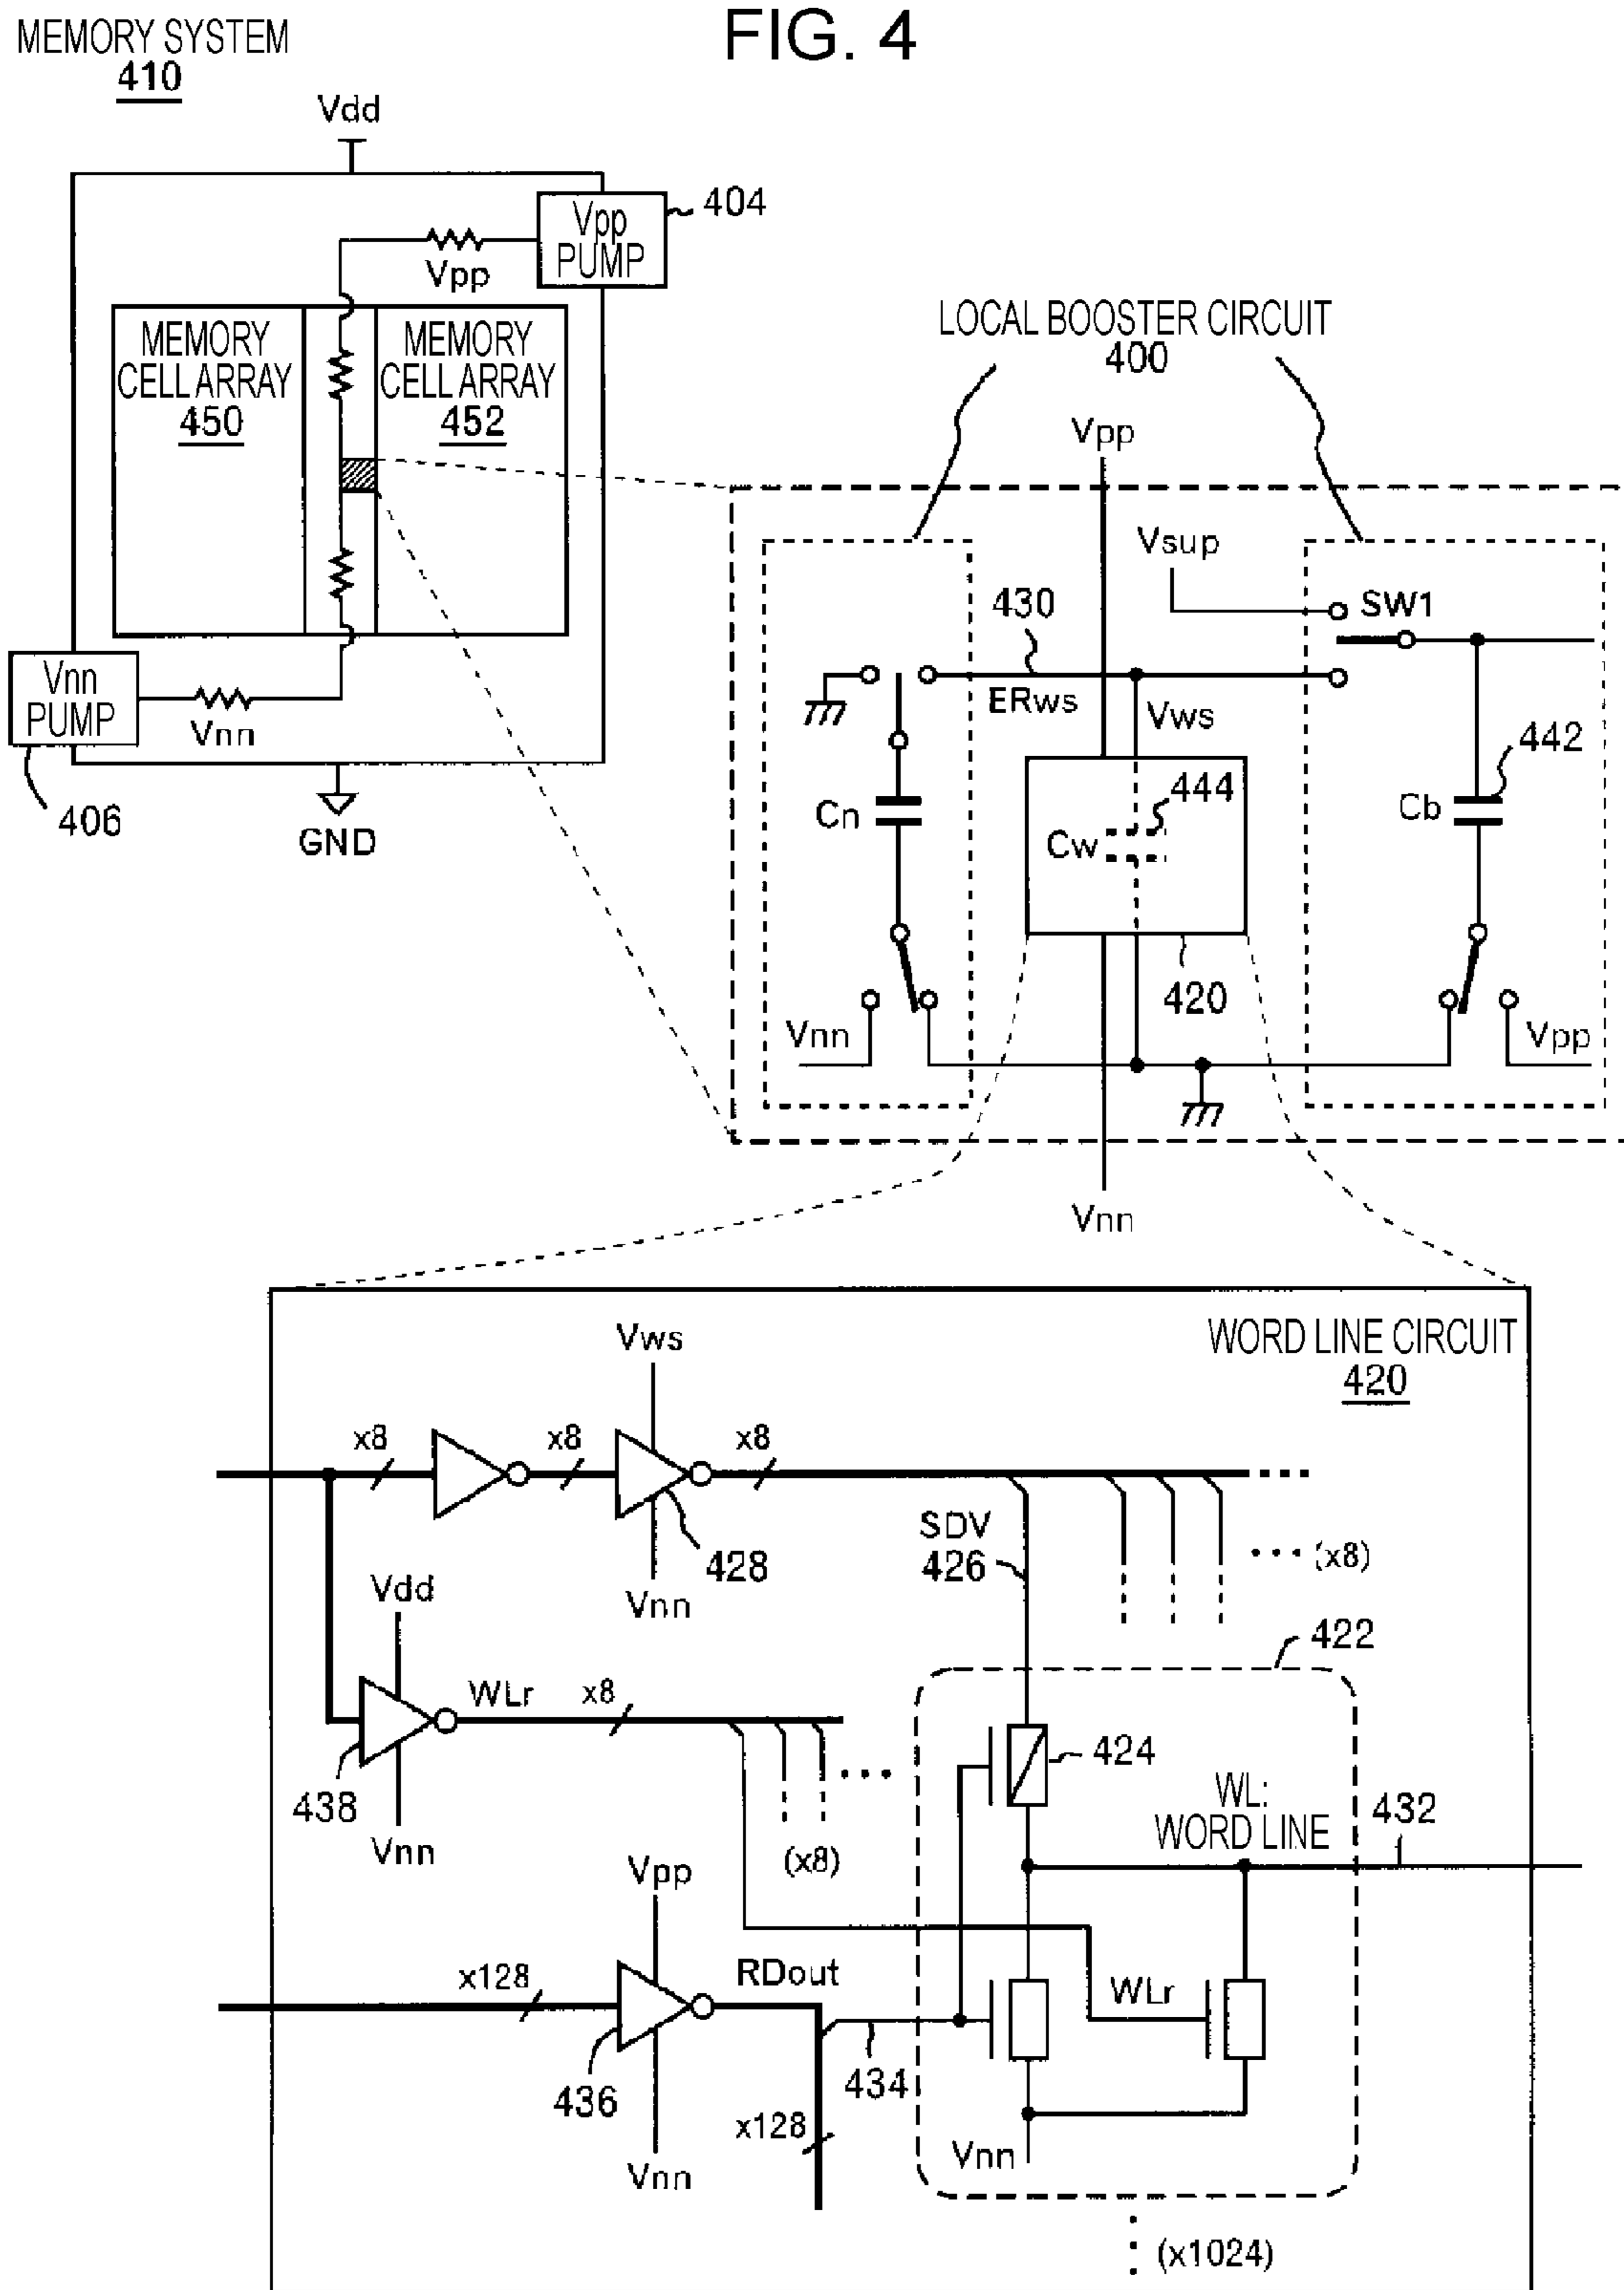 FIG. 4
MEMORY SYSTEM
410
Vdd
Vpp
PUMP
404
Vpp
MEMORY
CELL ARRAY
450
MEMORY
CELL ARRAY
452
Vnn
PUMP
406
Vnn
GND
LOCAL BOOSTER CIRCUIT
400
Vpp
Vsup
SW1
430
ERws
Vws
442
444
Cn
Cw
Cb
420
Vnn
Vpp
Vnn
WORD LINE CIRCUIT
420
Vws
x8
x8
x8
SDV
426
428
Vnn
(x8)
Vdd
422
WLr
x8
424
438
Vnn
(x8)
WL:
WORD LINE
432
Vpp
x128
RDout
WLr
436
434
x128
Vnn
Vnn
(x1024)